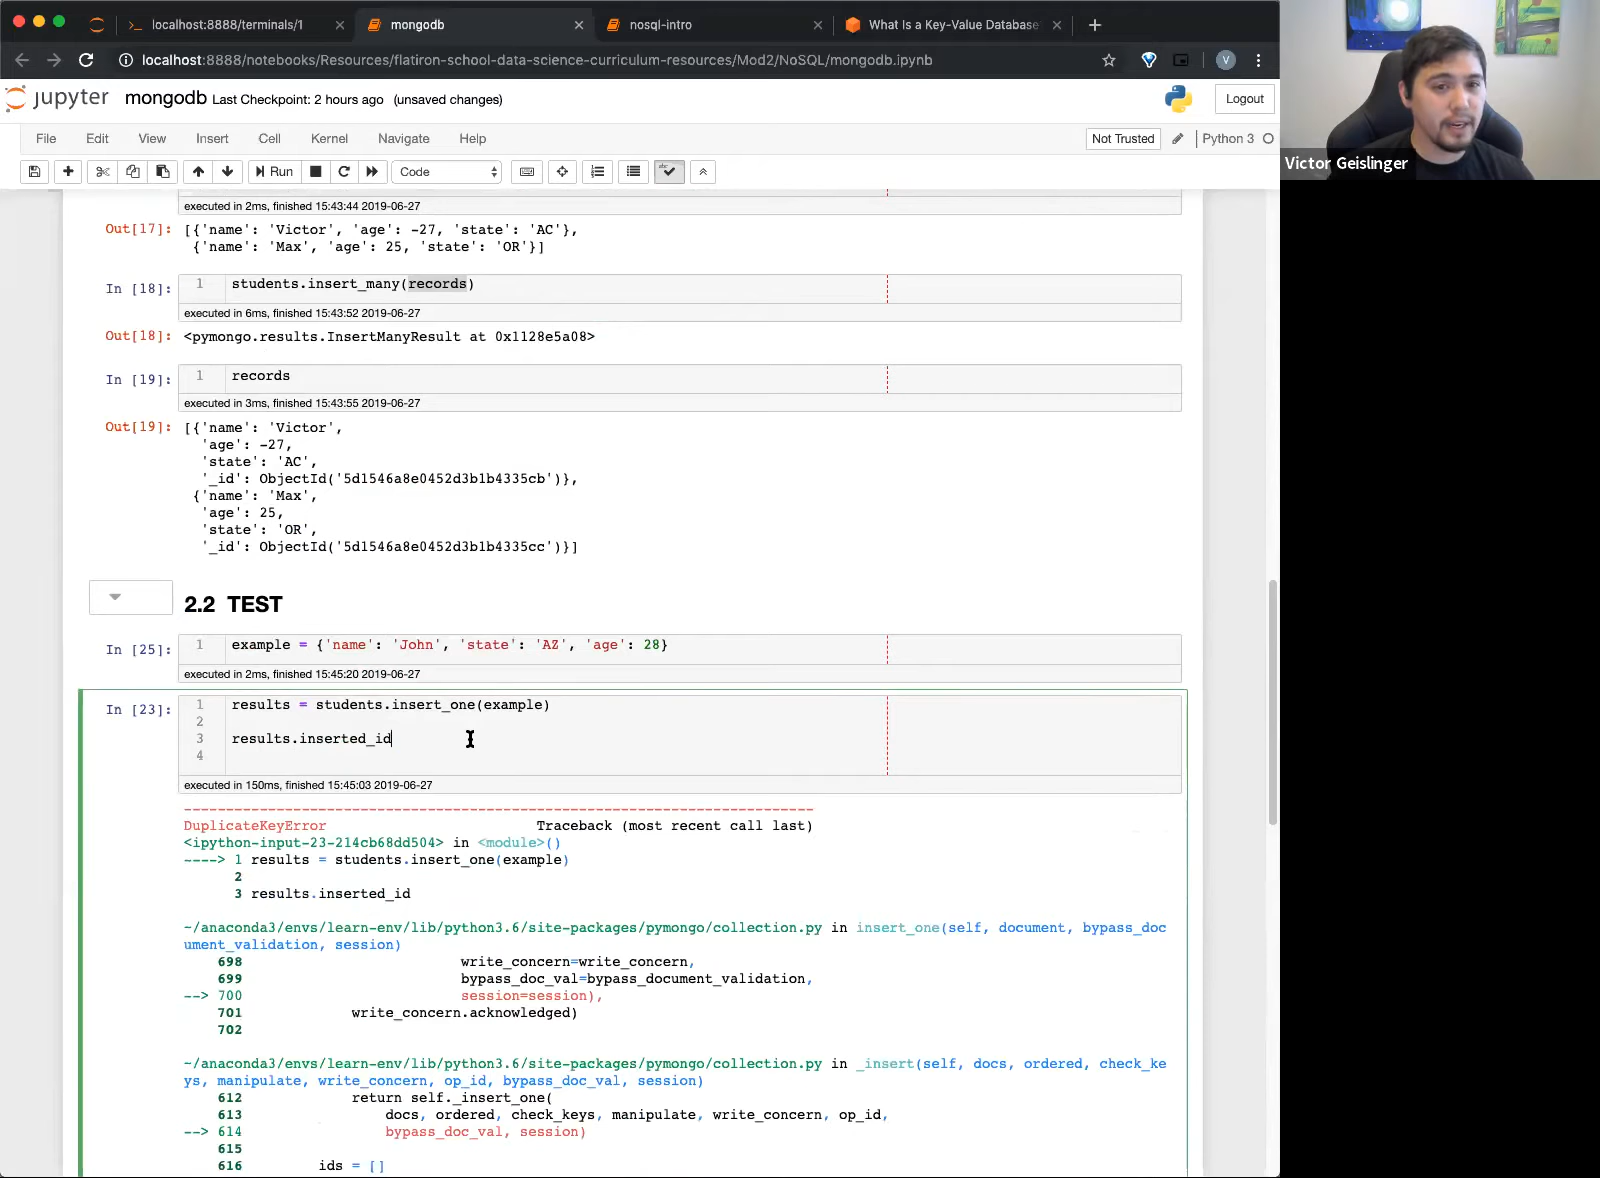 localhost:8888/terminals/1
mongodb
nosql-intro
What Is a Key-Value Database
localhost:8888/notebooks/Resources/flatiron-school-data-science-curriculum-resources/Mod2/NoSQL/mongodb.ipynb
V
jupyter mongodb Last Checkpoint: 2 hours ago (unsaved changes)
Logout
File Edit View Insert Cell Kernel Navigate Help
Not Trusted
Python 3
Run
Code
Victor Geislinger
executed in 2ms, finished 15:43:44 2019-06-27
Out[17]: [{'name': 'Victor', 'age': -27, 'state': 'AC'},
{'name': 'Max', 'age': 25, 'state': 'OR'}]
In [18]: 1 students.insert_many(records)
executed in 6ms, finished 15:43:52 2019-06-27
Out[18]: <pymongo.results.InsertManyResult at 0x1128e5a08>
In [19]: 1 records
executed in 3ms, finished 15:43:55 2019-06-27
Out[19]: [{'name': 'Victor',
'age': -27,
'state': 'AC',
'_id': ObjectId('5d1546a8e0452d3b1b4335cb')},
{'name': 'Max',
'age': 25,
'state': 'OR',
'_id': ObjectId('5d1546a8e0452d3b1b4335cc')}]
2.2 TEST
In [25]: 1 example = {'name': 'John', 'state': 'AZ', 'age': 28}
executed in 2ms, finished 15:45:20 2019-06-27
In [23]: 1 results = students.insert_one(example)
2
3 results.inserted_id
4
executed in 150ms, finished 15:45:03 2019-06-27
---------------------------------------------------------------------------
DuplicateKeyError Traceback (most recent call last)
<ipython-input-23-214cb68dd504> in <module>()
----> 1 results = students.insert_one(example)
2
3 results.inserted_id
~/anaconda3/envs/learn-env/lib/python3.6/site-packages/pymongo/collection.py in insert_one(self, document, bypass_doc
ument_validation, session)
698 write_concern=write_concern,
699 bypass_doc_val=bypass_document_validation,
--> 700 session=session),
701 write_concern.acknowledged)
702
~/anaconda3/envs/learn-env/lib/python3.6/site-packages/pymongo/collection.py in _insert(self, docs, ordered, check_ke
ys, manipulate, write_concern, op_id, bypass_doc_val, session)
612 return self._insert_one(
613 docs, ordered, check_keys, manipulate, write_concern, op_id,
--> 614 bypass_doc_val, session)
615
616 ids = []